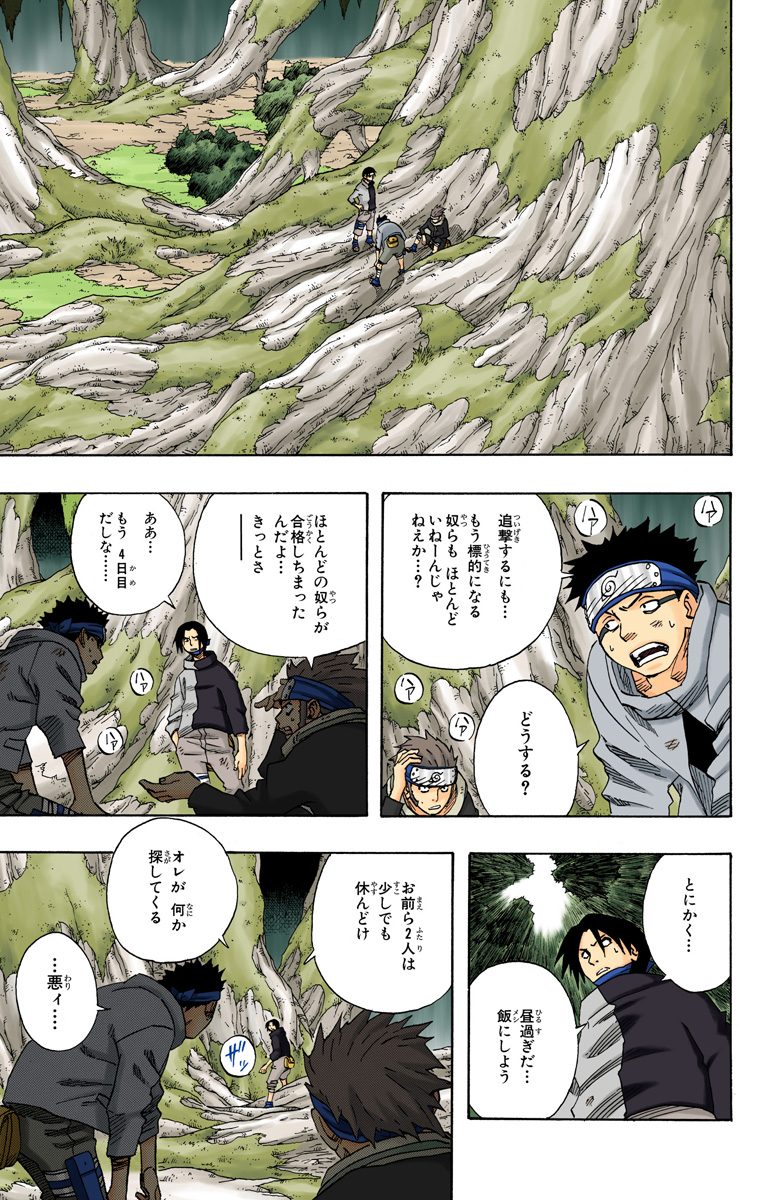 ハァ
ハァ
追撃するにも…
もう標的になる
奴らも ほとんど
いねーんじゃ
ねえか…?
どうする?
ハァ
ハァ
ほとんどの奴らが
合格しちまった
んだよ…
きっとさ
ああ…
もう 4日目
だしな……
ハァ
ハァ
とにかく…
昼過ぎだ…
飯にしよう
お前ら2人は
少しでも
休んどけ
オレが 何か
探してくる
ザッ
…悪ィ…